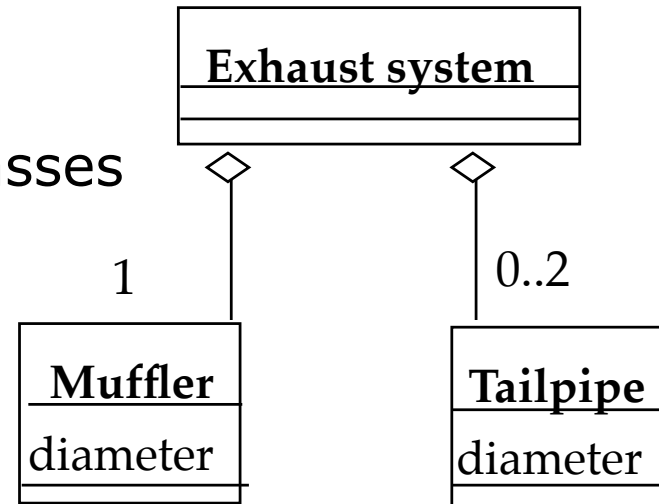 Exhaust system
sses
1
0..2
Muffler
Tailpipe
diameter
diameter